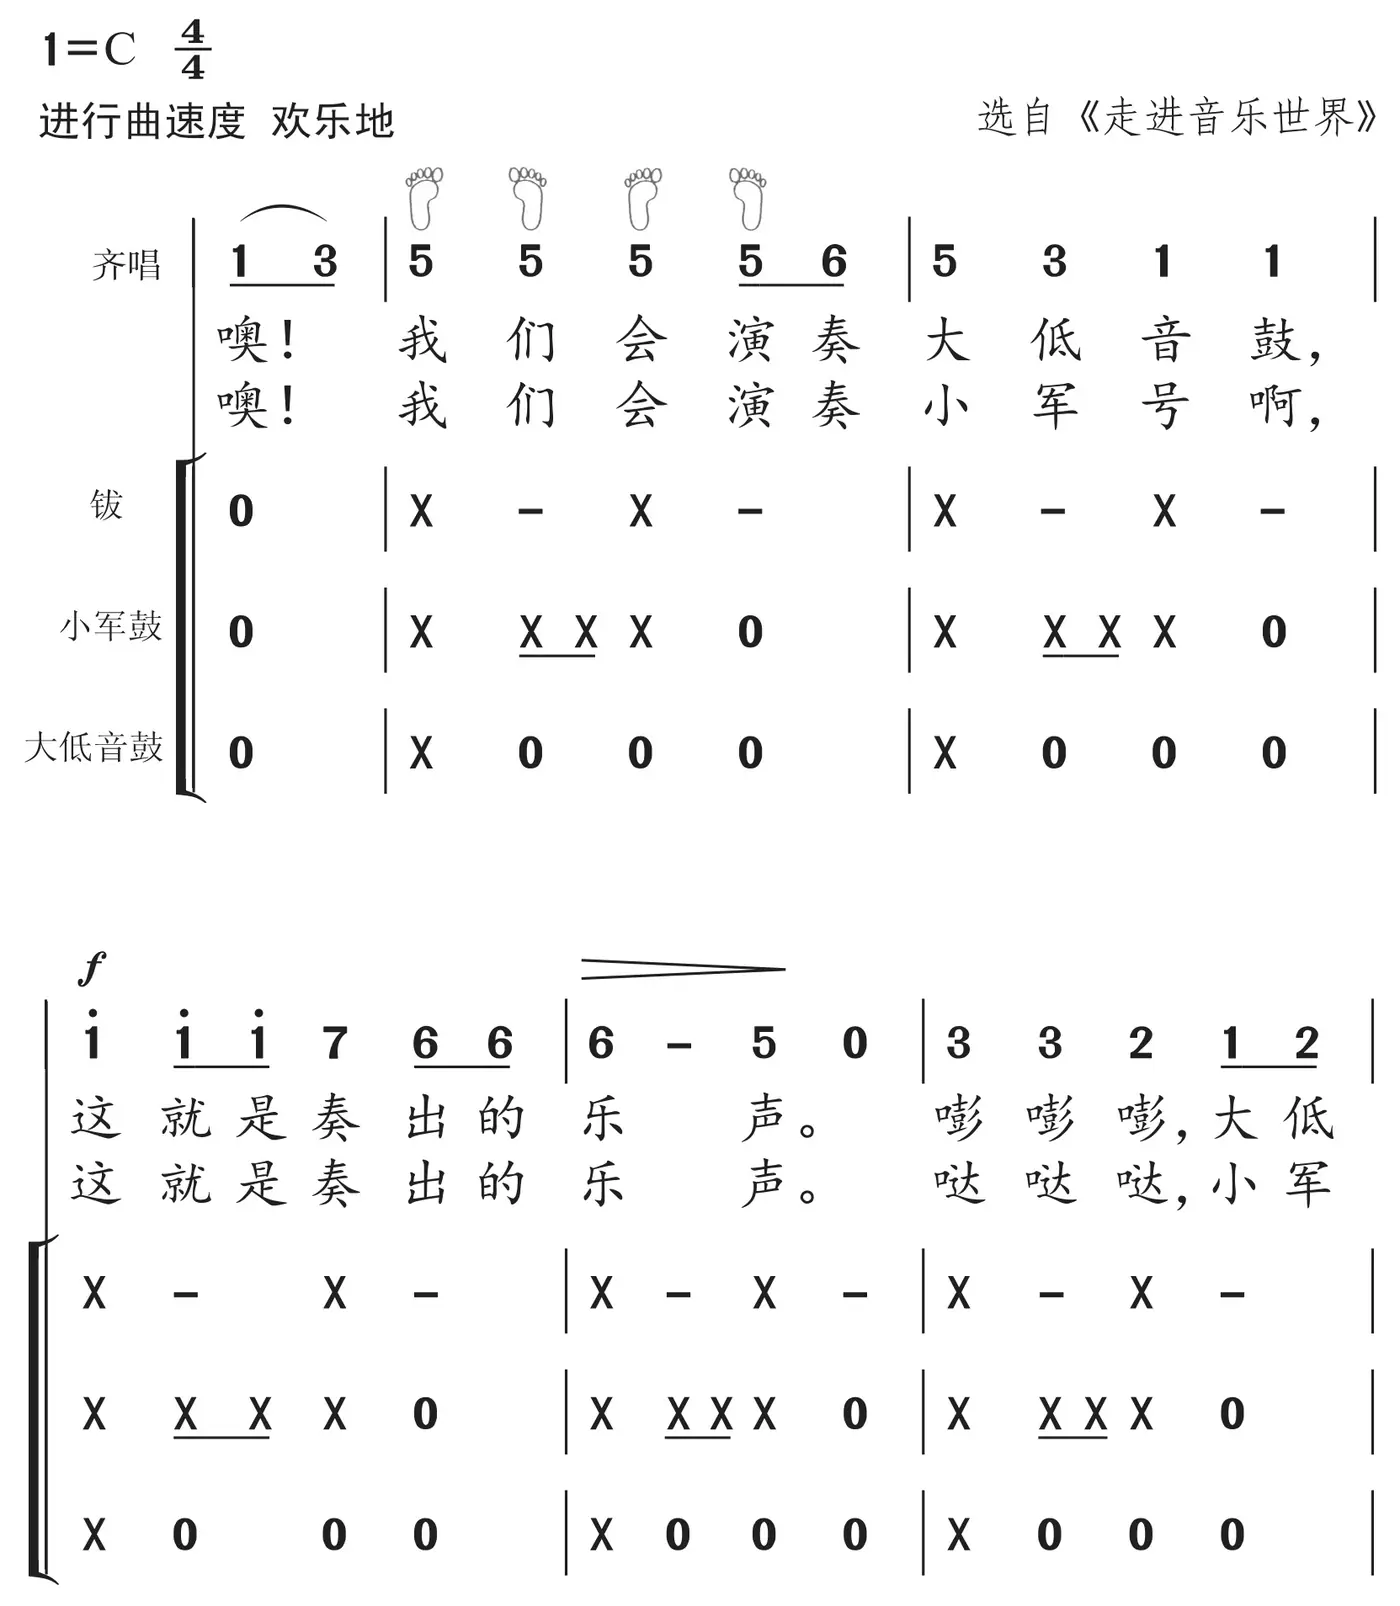 1=C 4/4
进行曲速度 欢乐地
选自《走进音乐世界》
齐唱 1 3 | 5 5 5 5 6 | 5 3 1 1 |
噢！ 我 们 会 演 奏 大 低 音 鼓，
噢！ 我 们 会 演 奏 小 军 号 啊，
钹 0 | X - X - | X - X - |
小军鼓 0 | X X X X 0 | X X X X 0 |
大低音鼓 0 | X 0 0 0 | X 0 0 0 |
f
1̇ 1̇ 1̇ 7 6 6 | 6 - 5 0 | 3 3 2 1 2 |
这 就 是 奏 出 的 乐 声。 嘭 嘭 嘭，大 低
这 就 是 奏 出 的 乐 声。 哒 哒 哒，小 军
X - X - | X - X - | X - X - |
X X X X 0 | X X X X 0 | X X X X 0 |
X 0 0 0 | X 0 0 0 | X 0 0 0 |